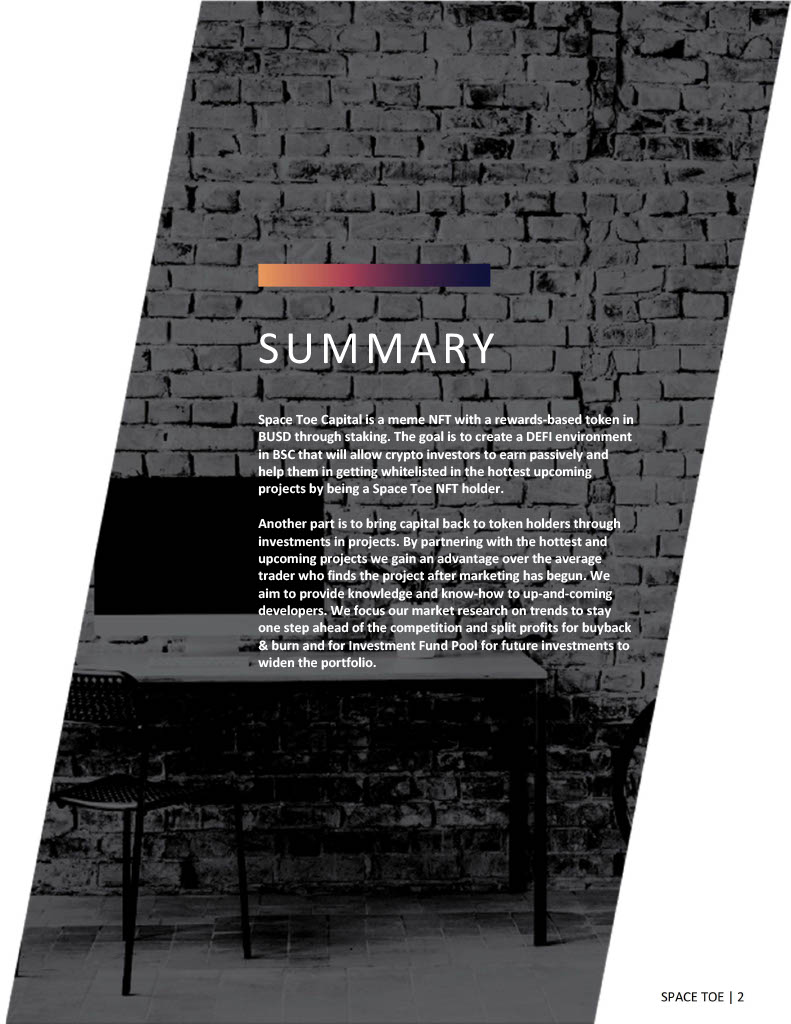 SUMMARY
Space Toe Capital is a meme NFT with a rewards-based token in
BUSD through staking. The goal is to create a DEFI environment
in BSC that will allow crypto investors to earn passively and
help them in getting whitelisted in the hottest upcoming
projects by being a Space Toe NFT holder.
Another part is to bring capital back to token holders through
investments in projects. By partnering with the hottest and
upcoming projects we gain an advantage over the average
trader who finds the project after marketing has begun. We
aim to provide knowledge and know-how to up-and-coming
developers. We focus our market research on trends to stay
one step ahead of the competition and split profits for buyback
& burn and for Investment Fund Pool for future investments to
widen the portfolio.
SPACE TOE | 2